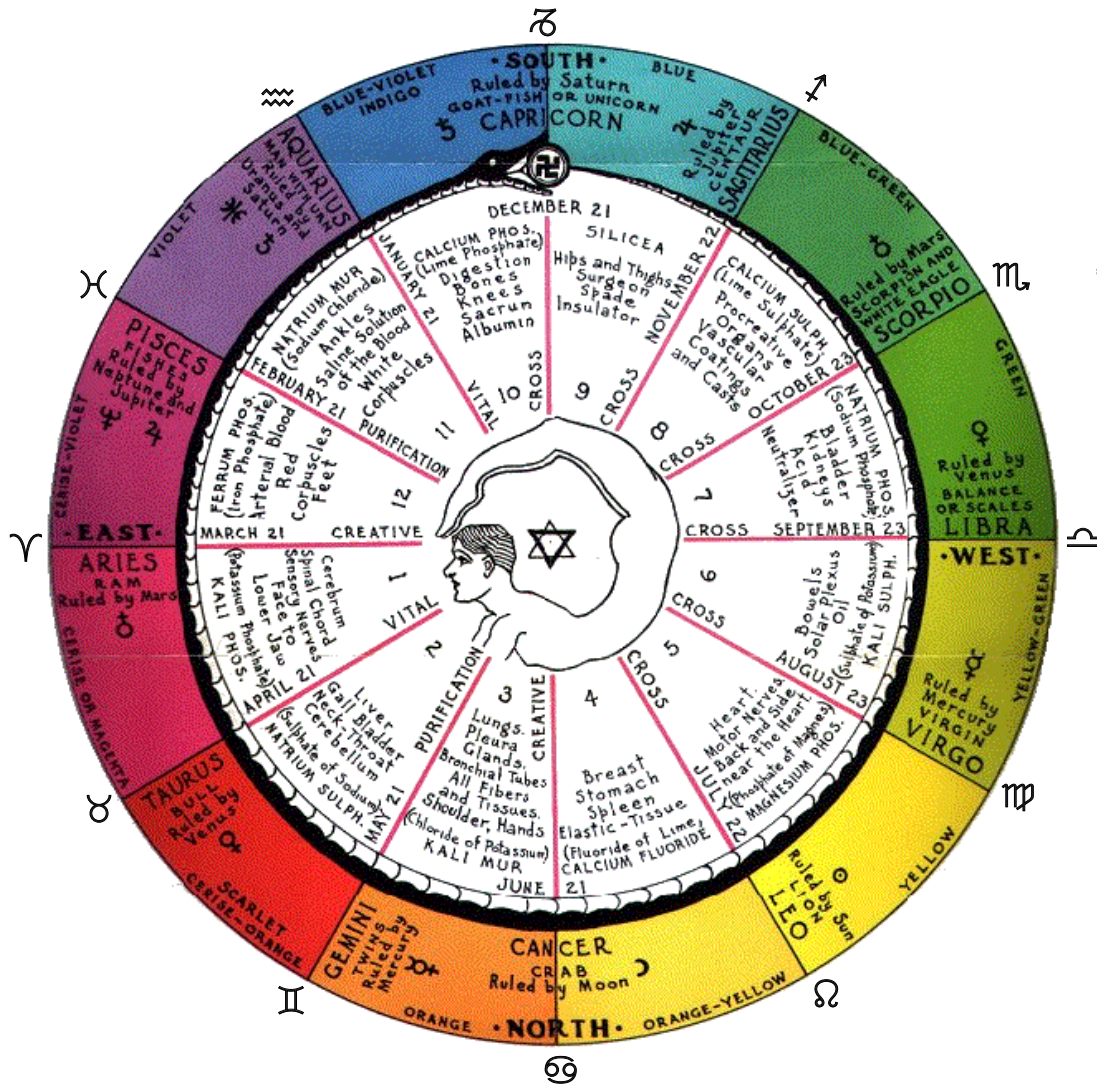 ♑
·SOUTH·
Ruled by Saturn
GOAT-FISH OR UNICORN
CAPRICORN
♄
BLUE
♃
Ruled by
Jupiter
CENTAUR
SAGITTARIUS
♐
BLUE-GREEN
Ruled by Mars
SCORPION AND
WHITE EAGLE
SCORPIO
♏
GREEN
♀
Ruled by
Venus
BALANCE
OR SCALES
LIBRA
♎
·WEST·
YELLOW-GREEN
☿
Ruled by
Mercury
VIRGIN
VIRGO
♍
YELLOW
☉
Ruled by Sun
LION
LEO
♌
ORANGE-YELLOW
CANCER
CRAB
Ruled by Moon
☽
·NORTH·
♋
ORANGE
GEMINI
TWINS
Ruled by
Mercury
☿
♊
SCARLET
CERISE-ORANGE
TAURUS
BULL
Ruled by
Venus
♀
♉
CERISE OR MAGENTA
ARIES
RAM
Ruled by Mars
·EAST·
♈
CERISE-VIOLET
PISCES
FISHES
Ruled by
Neptune and
Jupiter
♆ ♃
♓
VIOLET
AQUARIUS
MAN WITH URN
Ruled by
Uranus and
Saturn
♄
♒
BLUE-VIOLET
INDIGO
DECEMBER 21
SILICEA
Hips and Thighs
Surgeon
Spade
Insulator
9
CROSS
NOVEMBER 22
CALCIUM SULPH.
(Lime Sulphate)
Procreative
Organs
Vascular
Coatings
and Casts
8
CROSS
OCTOBER 23
NATRIUM PHOS.
(Sodium Phosphate)
Bladder
Kidneys
Acid
Neutralizer
7
CROSS
SEPTEMBER 23
CROSS
6
Bowels
Solar plexus
Oil
(Sulphate of Potassium)
KALI SULPH.
AUGUST 23
CROSS
5
Heart.
Motor Nerves.
Back and Side
near the Heart.
(Phosphate of Magnes)
MAGNESIUM PHOS.
JULY 22
CROSS
4
Breast
Stomach
Spleen
Elastic-Tissue
(Fluoride of Lime,
CALCIUM FLUORIDE
JUNE 21
CREATIVE
3
Lungs.
Pleura
Glands.
Bronchial Tubes
All Fibers
and Tissues.
Shoulder, Hands
(Chloride of Potassium)
KALI MUR
MAY 21
PURIFICATION
2
Liver
Gall Bladder
Neck-Throat
Cerebellum
(Sulphate of Sodium)
NATRIUM SULPH.
APRIL 21
VITAL
1
Cerebrum
Spinal Chord
Sensory Nerves
Face to
Lower Jaw
(Potassium Phosphate)
KALI PHOS.
MARCH 21
CREATIVE
12
FERRUM PHOS.
(Iron Phosphate)
Arterial Blood
Red
Corpuscles
Feet
FEBRUARY 21
PURIFICATION
11
NATRIUM MUR
(Sodium Chloride)
Ankles
Saline Solution
of the Blood
White
Corpuscles
JANUARY 21
VITAL
10
CALCIUM PHOS.
(Lime Phosphate)
Digestion
Bones
Knees
Sacrum
Albumin
CROSS